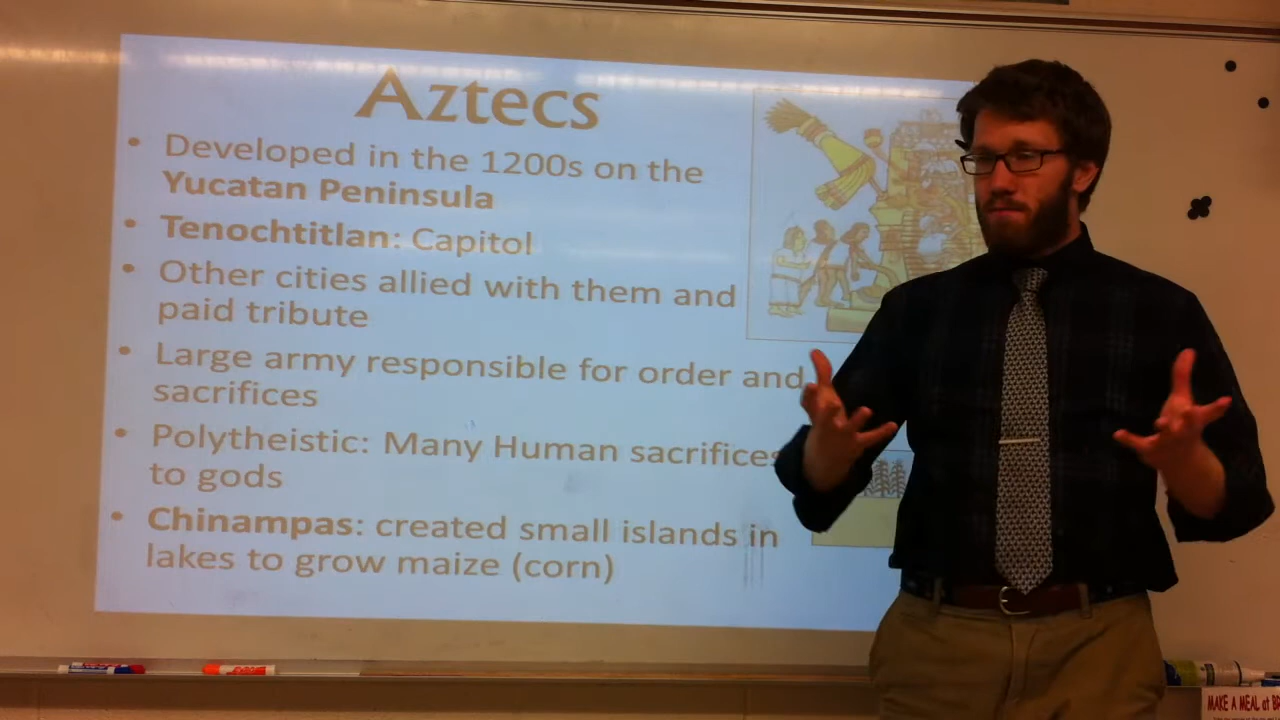 Aztecs
• Developed in the 1200s on the
Yucatan Peninsula
• Tenochtitlan: Capitol
• Other cities allied with them and
paid tribute
• Large army responsible for order and
sacrifices
• Polytheistic: Many Human sacrifices
to gods
• Chinampas: created small islands in
lakes to grow maize (corn)
MAKE A MEAL at